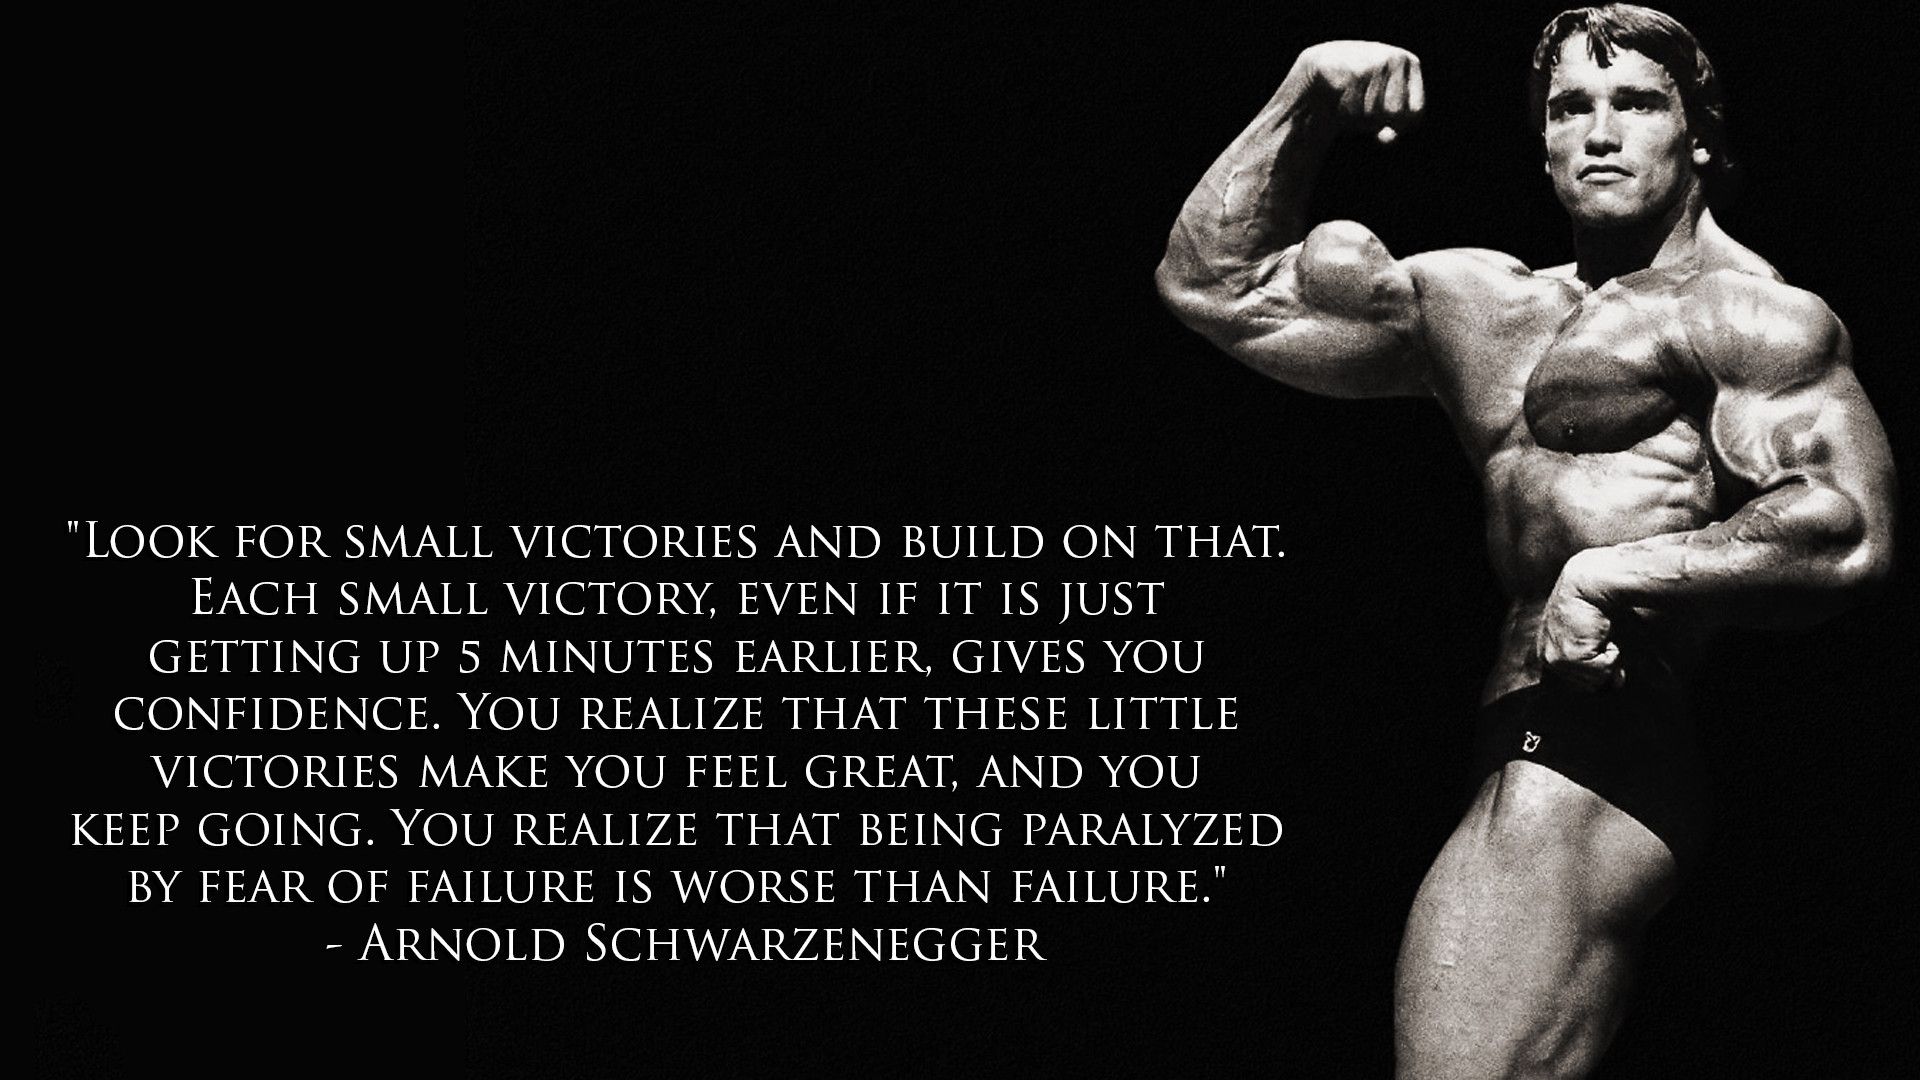 "Look for small victories and build on that.
Each small victory, even if it is just
getting up 5 minutes earlier, gives you
confidence. You realize that these little
victories make you feel great, and you
keep going. You realize that being paralyzed
by fear of failure is worse than failure."
- Arnold Schwarzenegger